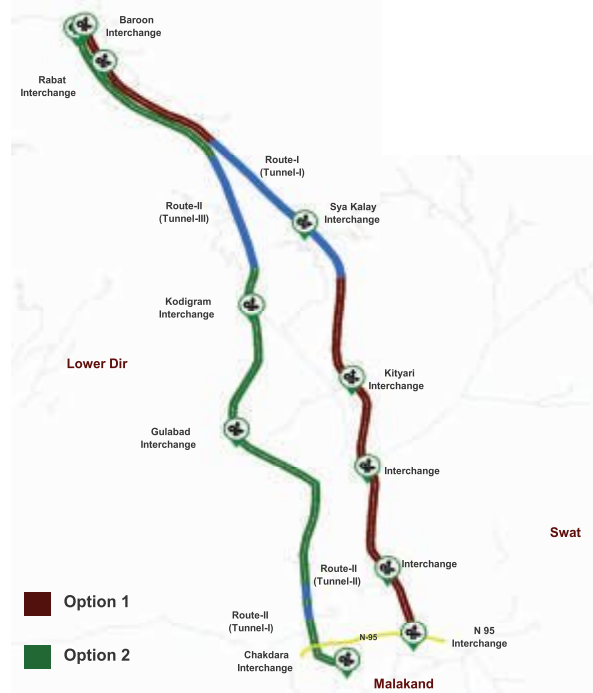 Baroon
Interchange
Rabat
Interchange
Route-I
(Tunnel-I)
Route-II
(Tunnel-III)
Sya Kalay
Interchange
Kodigram
Interchange
Lower Dir
Kityari
Interchange
Gulabad
Interchange
Interchange
Swat
Interchange
Route-II
(Tunnel-II)
Option 1
Route-II
(Tunnel-I)
N-95
N 95
Interchange
Option 2
Chakdara
Interchange
Malakand